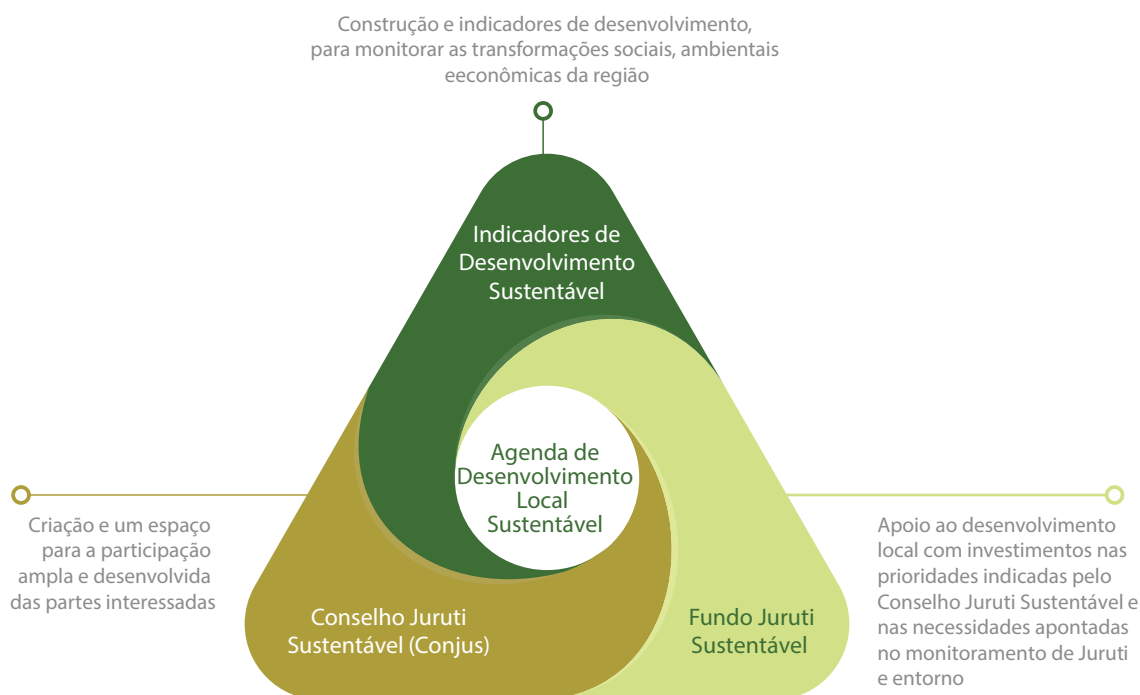 Construção e indicadores de desenvolvimento,
para monitorar as transformações sociais, ambientais
eeconômicas da região
Indicadores de
Desenvolvimento
Sustentável
Agenda de
Desenvolvimento
Local
Sustentável
Criação e um espaço
para a participação
ampla e desenvolvida
das partes interessadas
Conselho Juruti
Sustentável (Conjus)
Fundo Juruti
Sustentável
Apoio ao desenvolvimento
local com investimentos nas
prioridades indicadas pelo
Conselho Juruti Sustentável e
nas necessidades apontadas
no monitoramento de Juruti
e entorno